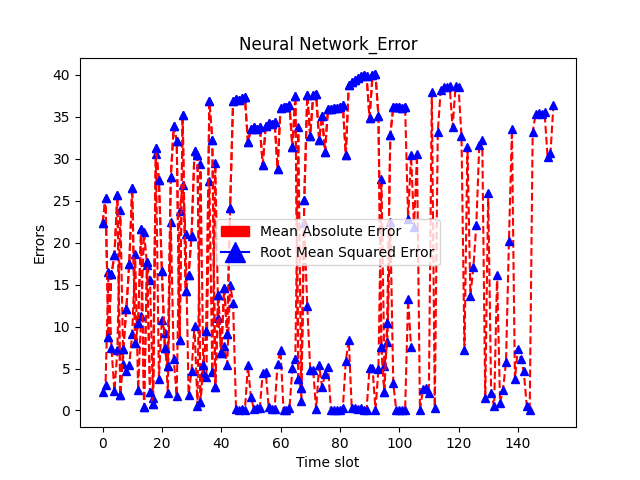 Neural Network_Error
40
35
30
25
20
15
10
5
0
Errors
Mean Absolute Error
Root Mean Squared Error
0 20 40 60 80 100 120 140
Time slot